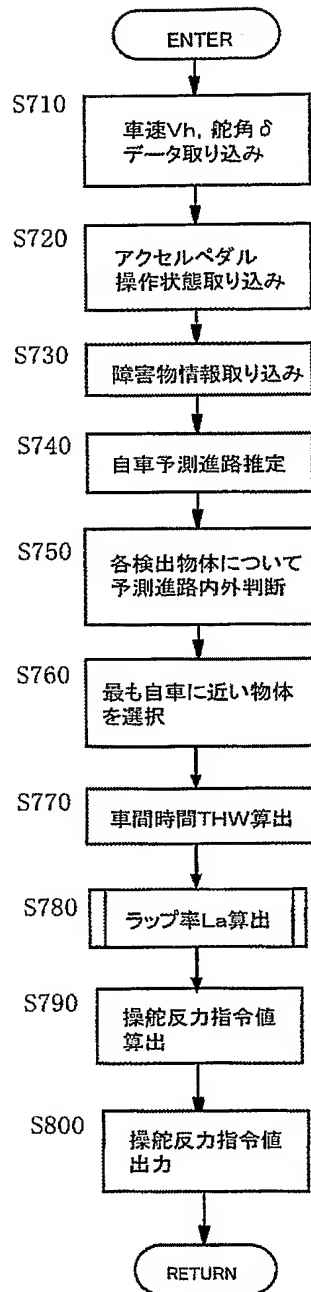 ENTER
S710
車速Vh, 舵角δ
データ取り込み
S720
アクセルペダル
操作状態取り込み
S730
障害物情報取り込み
S740
自車予測進路推定
S750
各検出物体について
予測進路内外判断
S760
最も自車に近い物体
を選択
S770
車間時間THW算出
S780
ラップ率La算出
S790
操舵反力指令値
算出
S800
操舵反力指令値
出力
RETURN